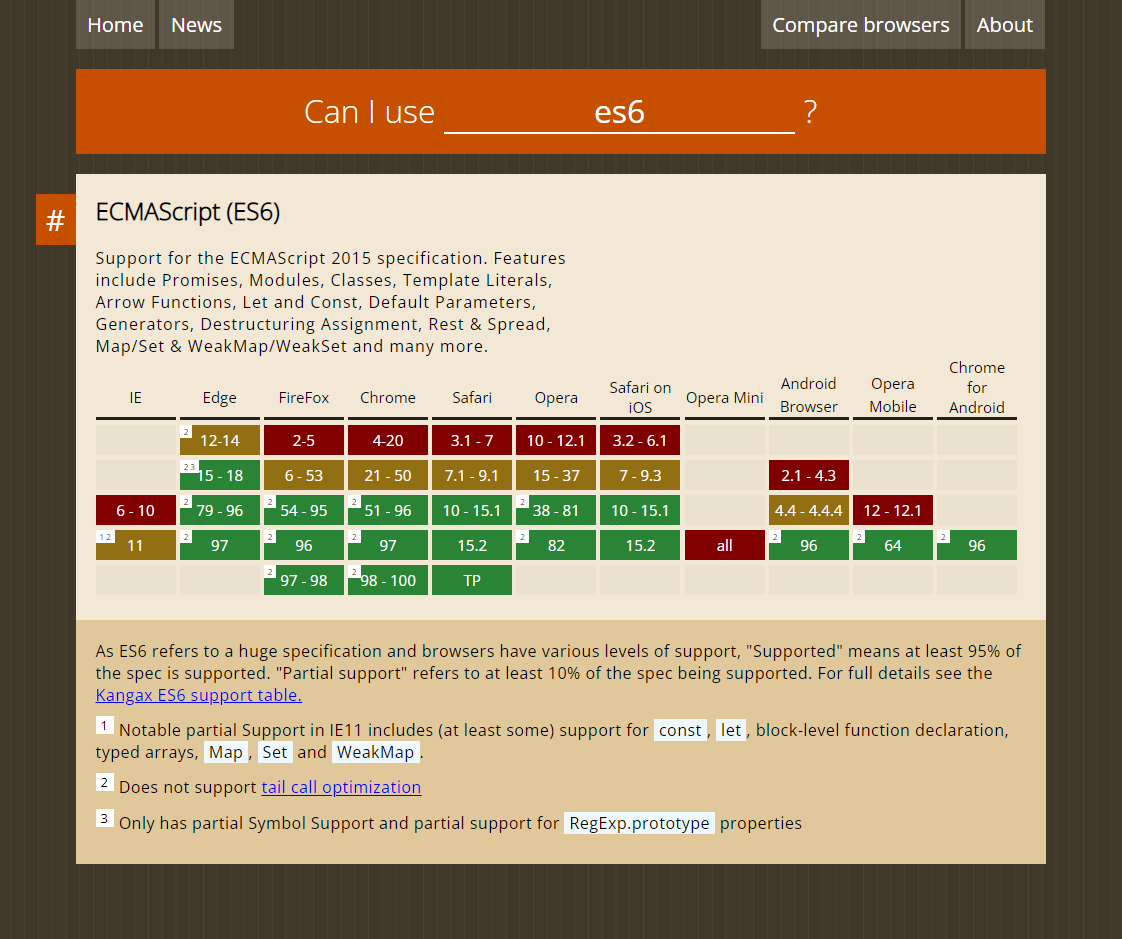 Home News Compare browsers About
Can I use es6 ?
#
ECMAScript (ES6)
Support for the ECMAScript 2015 specification. Features
include Promises, Modules, Classes, Template Literals,
Arrow Functions, Let and Const, Default Parameters,
Generators, Destructuring Assignment, Rest & Spread,
Map/Set & WeakMap/WeakSet and many more.
IE Edge FireFox Chrome Safari Opera Safari on iOS Opera Mini Android Browser Opera Mobile Chrome for Android
2 12-14 2-5 4-20 3.1 - 7 10 - 12.1 3.2 - 6.1
2 3 15 - 18 6 - 53 21 - 50 7.1 - 9.1 15 - 37 7 - 9.3 2.1 - 4.3
6 - 10 2 79 - 96 2 54 - 95 2 51 - 96 10 - 15.1 2 38 - 81 10 - 15.1 4.4 - 4.4.4 12 - 12.1
1 2 11 2 97 2 96 2 97 15.2 2 82 15.2 all 2 96 2 64 2 96
2 97 - 98 2 98 - 100 TP
As ES6 refers to a huge specification and browsers have various levels of support, "Supported" means at least 95% of
the spec is supported. "Partial support" refers to at least 10% of the spec being supported. For full details see the
Kangax ES6 support table.
1 Notable partial Support in IE11 includes (at least some) support for const, let, block-level function declaration,
typed arrays, Map, Set and WeakMap.
2 Does not support tail call optimization
3 Only has partial Symbol Support and partial support for RegExp.prototype properties